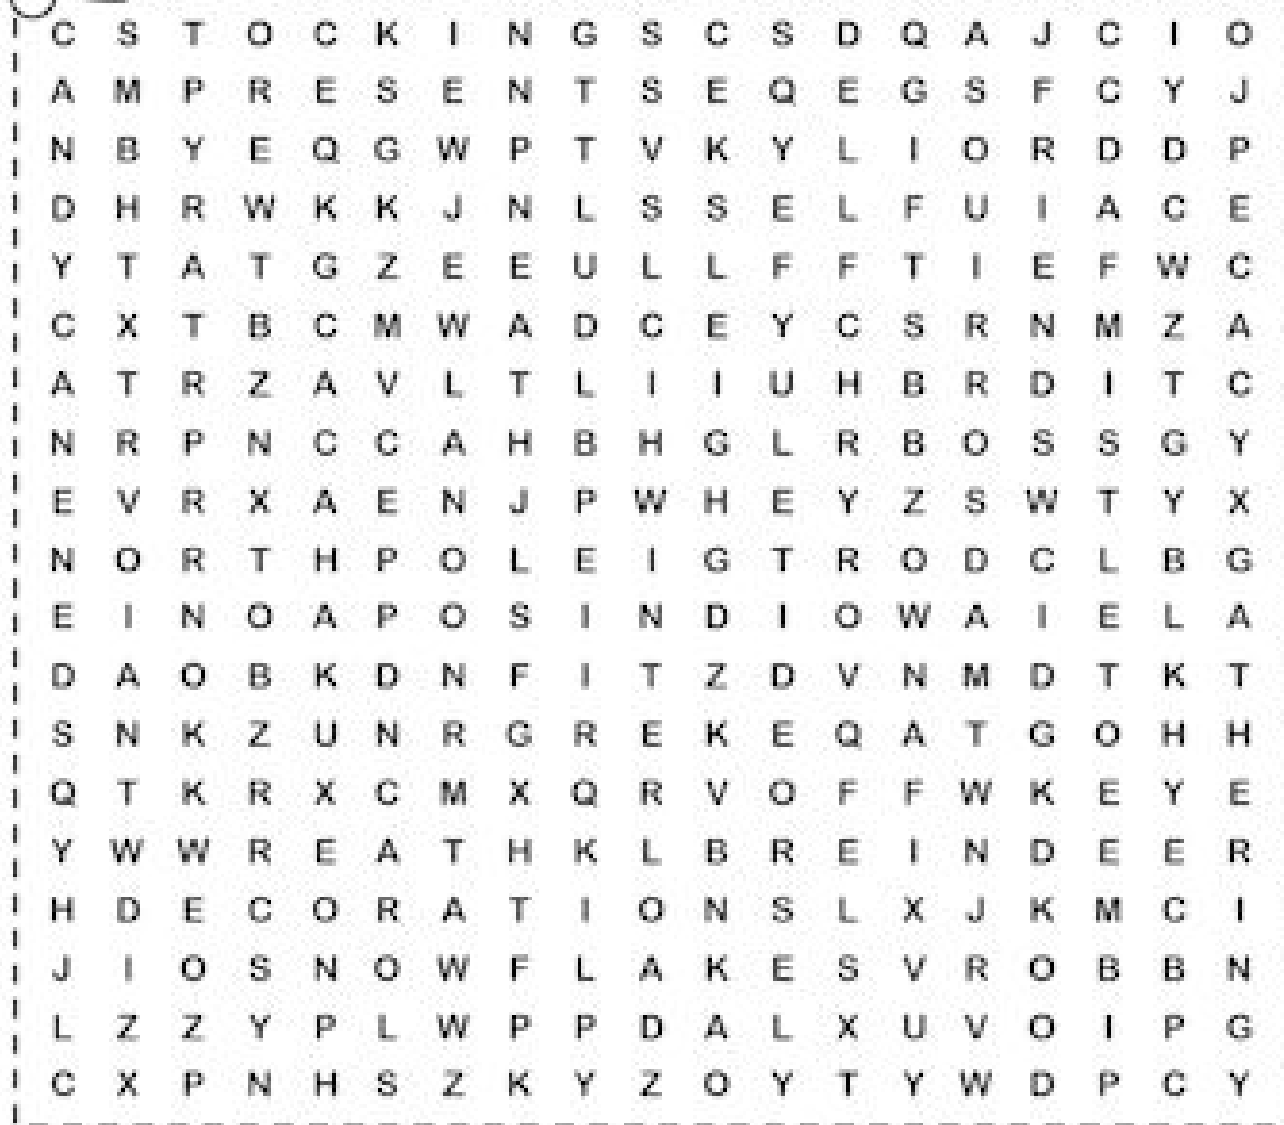 C S T O C K I N G S C S D Q A J C I O
A M P R E S E N T S E Q E G S F C Y J
N B Y E Q G W P T V K Y L I O R D D P
D H R W K K J N L S S E L F U I A C E
Y T A T G Z E E U L L F F T I E F W C
C X T B C M W A D C E Y C S R N M Z A
A T R Z A V L T L I I U H B R D I T C
N R P N C C A H B H G L R B O S S G Y
E V R X A E N J P W H E Y Z S W T Y X
N O R T H P O L E I G T R O D C L B G
E I N O A P O S I N D I O W A I E L A
D A O B K D N F I T Z D V N M D T K T
S N K Z U N R G R E K E Q A T G O H H
Q T K R X C M X Q R V O F F W K E Y E
Y W W R E A T H K L B R E I N D E E R
H D E C O R A T I O N S L X J K M C I
J I O S N O W F L A K E S V R O B B N
L Z Z Y P L W P P D A L X U V O I P G
C X P N H S Z K Y Z O Y T Y W D P C Y